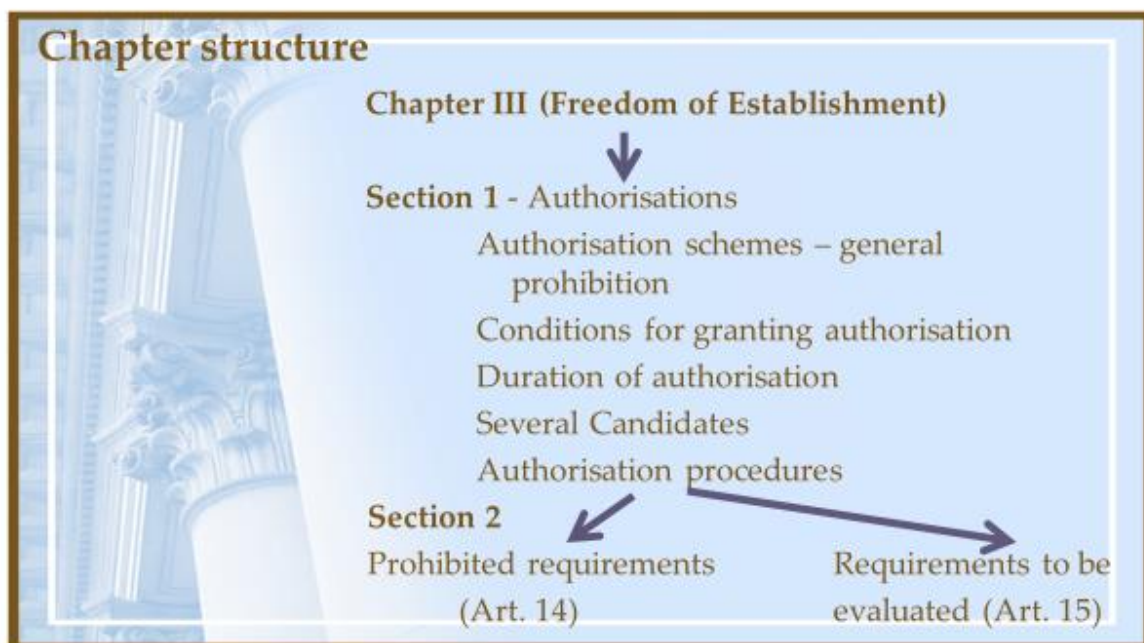 Chapter structure
Chapter III (Freedom of Establishment)
Section 1 - Authorisations
Authorisation schemes – general
prohibition
Conditions for granting authorisation
Duration of authorisation
Several Candidates
Authorisation procedures
Section 2
Prohibited requirements
(Art. 14)
Requirements to be
evaluated (Art. 15)